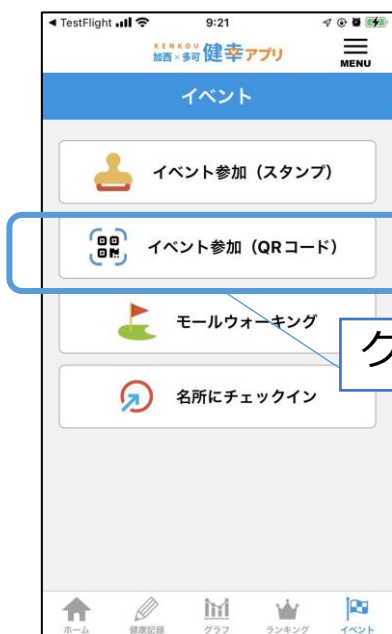 TestFlight
9:21
KENKOU
加西×多可 健幸アプリ
MENU
イベント
イベント参加（スタンプ）
イベント参加（QRコード）
モールウォーキング
ク
名所にチェックイン
ホーム
健康記録
グラフ
ランキング
イベント